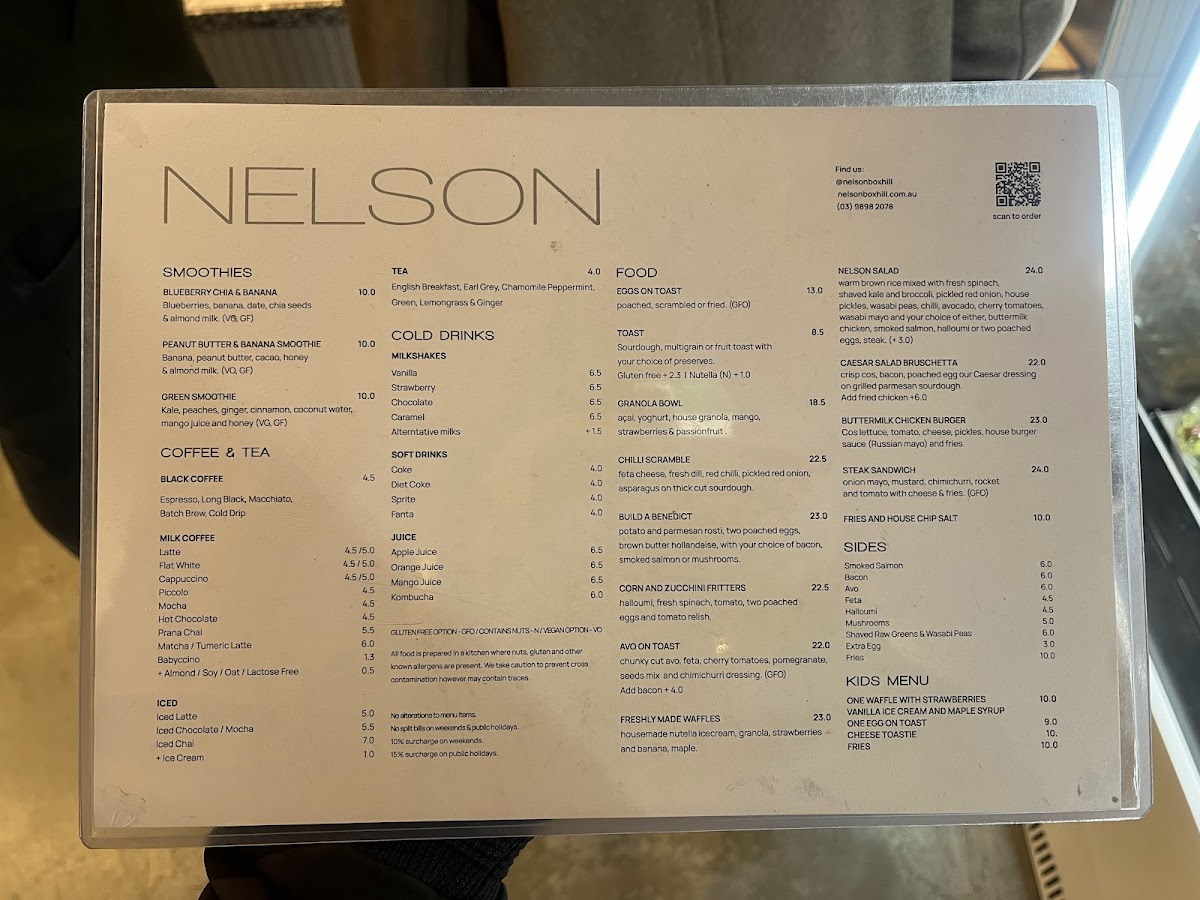 NELSON
Find us:
@nelsonboxhill
nelsonboxhill.com.au
(03) 9898 2078
scan to order
SMOOTHIES
BLUEBERRY CHIA & BANANA 10.0
Blueberries, banana, date, chia seeds
& almond milk. (VG, GF)
PEANUT BUTTER & BANANA SMOOTHIE 10.0
Banana, peanut butter, cacao, honey
& almond milk. (VO, GF)
GREEN SMOOTHIE 10.0
Kale, peaches, ginger, cinnamon, coconut water,
mango juice and honey (VG, GF)
COFFEE & TEA
BLACK COFFEE 4.5
Espresso, Long Black, Macchiato,
Batch Brew, Cold Drip
MILK COFFEE
Latte 4.5 /5.0
Flat White 4.5 / 5.0
Cappuccino 4.5 /5.0
Piccolo 4.5
Mocha 4.5
Hot Chocolate 4.5
Prana Chai 5.5
Matcha / Tumeric Latte 6.0
Babyccino 1.3
+ Almond / Soy / Oat / Lactose Free 0.5
ICED
Iced Latte 5.0
Iced Chocolate / Mocha 5.5
Iced Chai 7.0
+ Ice Cream 1.0
TEA 4.0
English Breakfast, Earl Grey, Chamomile Peppermint,
Green, Lemongrass & Ginger
COLD DRINKS
MILKSHAKES
Vanilla 6.5
Strawberry 6.5
Chocolate 6.5
Caramel 6.5
Alterntative milks + 1.5
SOFT DRINKS
Coke 4.0
Diet Coke 4.0
Sprite 4.0
Fanta 4.0
JUICE
Apple Juice 6.5
Orange Juice 6.5
Mango Juice 6.5
Kombucha 6.0
GLUTEN FREE OPTION - GFO / CONTAINS NUTS - N / VEGAN OPTION - VO
All food is prepared in a kitchen where nuts, gluten and other
known allergens are present. We take caution to prevent cross
contamination however may contain traces.
No alterations to menu items.
No split bills on weekends & public holidays.
10% surcharge on weekends.
15% surcharge on public holidays.
FOOD
EGGS ON TOAST 13.0
poached, scrambled or fried. (GFO)
TOAST 8.5
Sourdough, multigrain or fruit toast with
your choice of preserves.
Gluten free + 2.3 | Nutella (N) + 1.0
GRANOLA BOWL 18.5
açai, yoghurt, house granola, mango,
strawberries & passionfruit .
CHILLI SCRAMBLE 22.5
feta cheese, fresh dill, red chilli, pickled red onion,
asparagus on thick cut sourdough.
BUILD A BENEDICT 23.0
potato and parmesan rosti, two poached eggs,
brown butter hollandaise, with your choice of bacon,
smoked salmon or mushrooms.
CORN AND ZUCCHINI FRITTERS 22.5
halloumi, fresh spinach, tomato, two poached
eggs and tomato relish.
AVO ON TOAST 22.0
chunky cut avo, feta, cherry tomatoes, pomegranate,
seeds mix and chimichurri dressing. (GFO)
Add bacon + 4.0
FRESHLY MADE WAFFLES 23.0
housemade nutella icecream, granola, strawberries
and banana, maple.
NELSON SALAD 24.0
warm brown rice mixed with fresh spinach,
shaved kale and broccoli, pickled red onion, house
pickles, wasabi peas, chilli, avocado, cherry tomatoes,
wasabi mayo and your choice of either, buttermilk
chicken, smoked salmon, halloumi or two poached
eggs, steak. (+ 3.0)
CAESAR SALAD BRUSCHETTA 22.0
crisp cos, bacon, poached egg our Caesar dressing
on grilled parmesan sourdough.
Add fried chicken +6.0
BUTTERMILK CHICKEN BURGER 23.0
Cos lettuce, tomato, cheese, pickles, house burger
sauce (Russian mayo) and fries.
STEAK SANDWICH 24.0
onion mayo, mustard, chimichurri, rocket
and tomato with cheese & fries. (GFO)
FRIES AND HOUSE CHIP SALT 10.0
SIDES
Smoked Salmon 6.0
Bacon 6.0
Avo 6.0
Feta 4.5
Halloumi 4.5
Mushrooms 5.0
Shaved Raw Greens & Wasabi Peas 6.0
Extra Egg 3.0
Fries 10.0
KIDS MENU
ONE WAFFLE WITH STRAWBERRIES 10.0
VANILLA ICE CREAM AND MAPLE SYRUP
ONE EGG ON TOAST 9.0
CHEESE TOASTIE 10.
FRIES 10.0